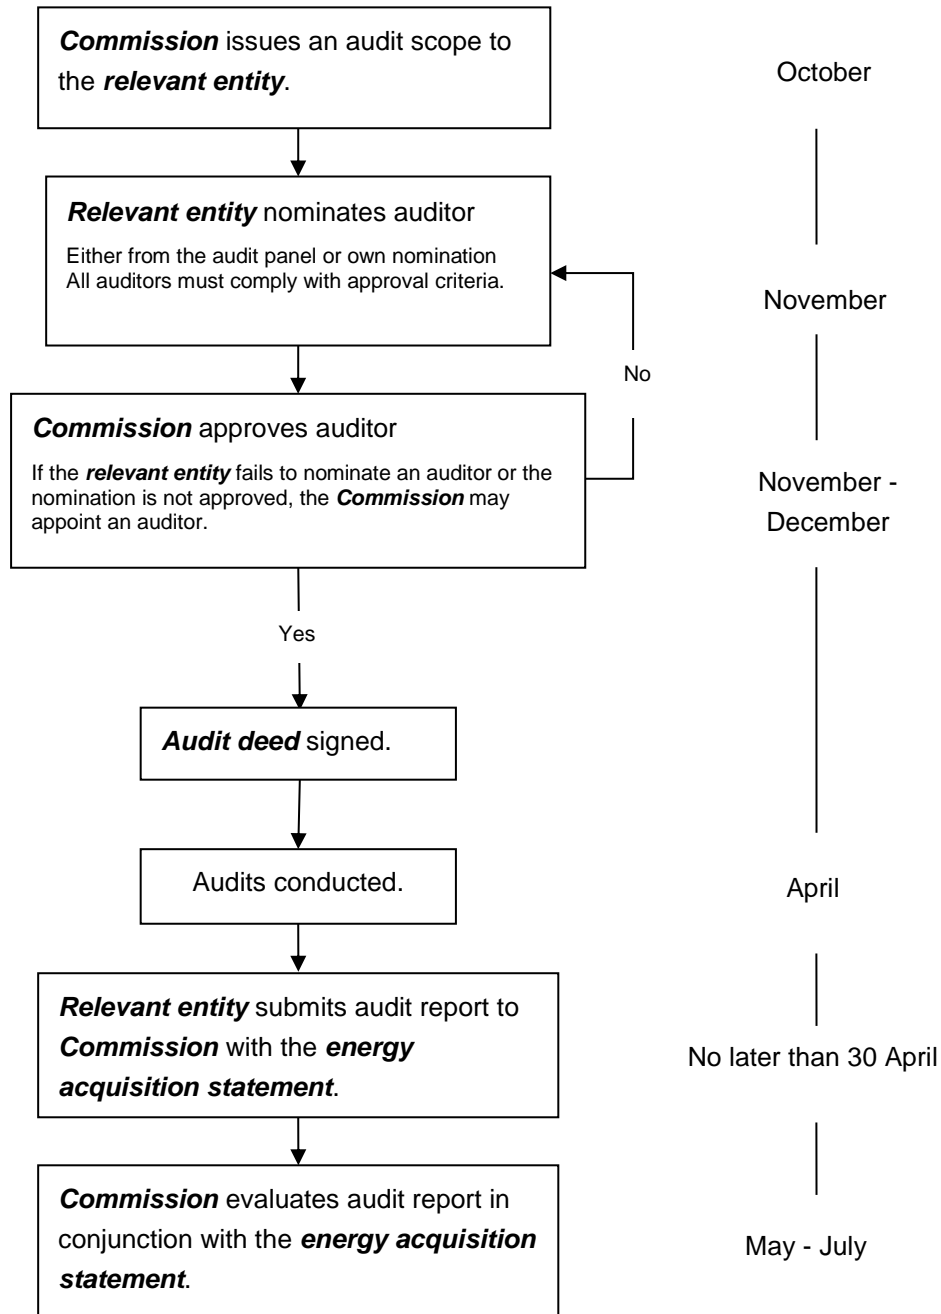 Commission issues an audit scope to
the relevant entity.
October
Relevant entity nominates auditor
Either from the audit panel or own nomination
All auditors must comply with approval criteria.
November
No
Commission approves auditor
If the relevant entity fails to nominate an auditor or the
nomination is not approved, the Commission may
appoint an auditor.
November -
December
Yes
Audit deed signed.
Audits conducted.
April
Relevant entity submits audit report to
Commission with the energy
acquisition statement.
No later than 30 April
Commission evaluates audit report in
conjunction with the energy acquisition
statement.
May - July